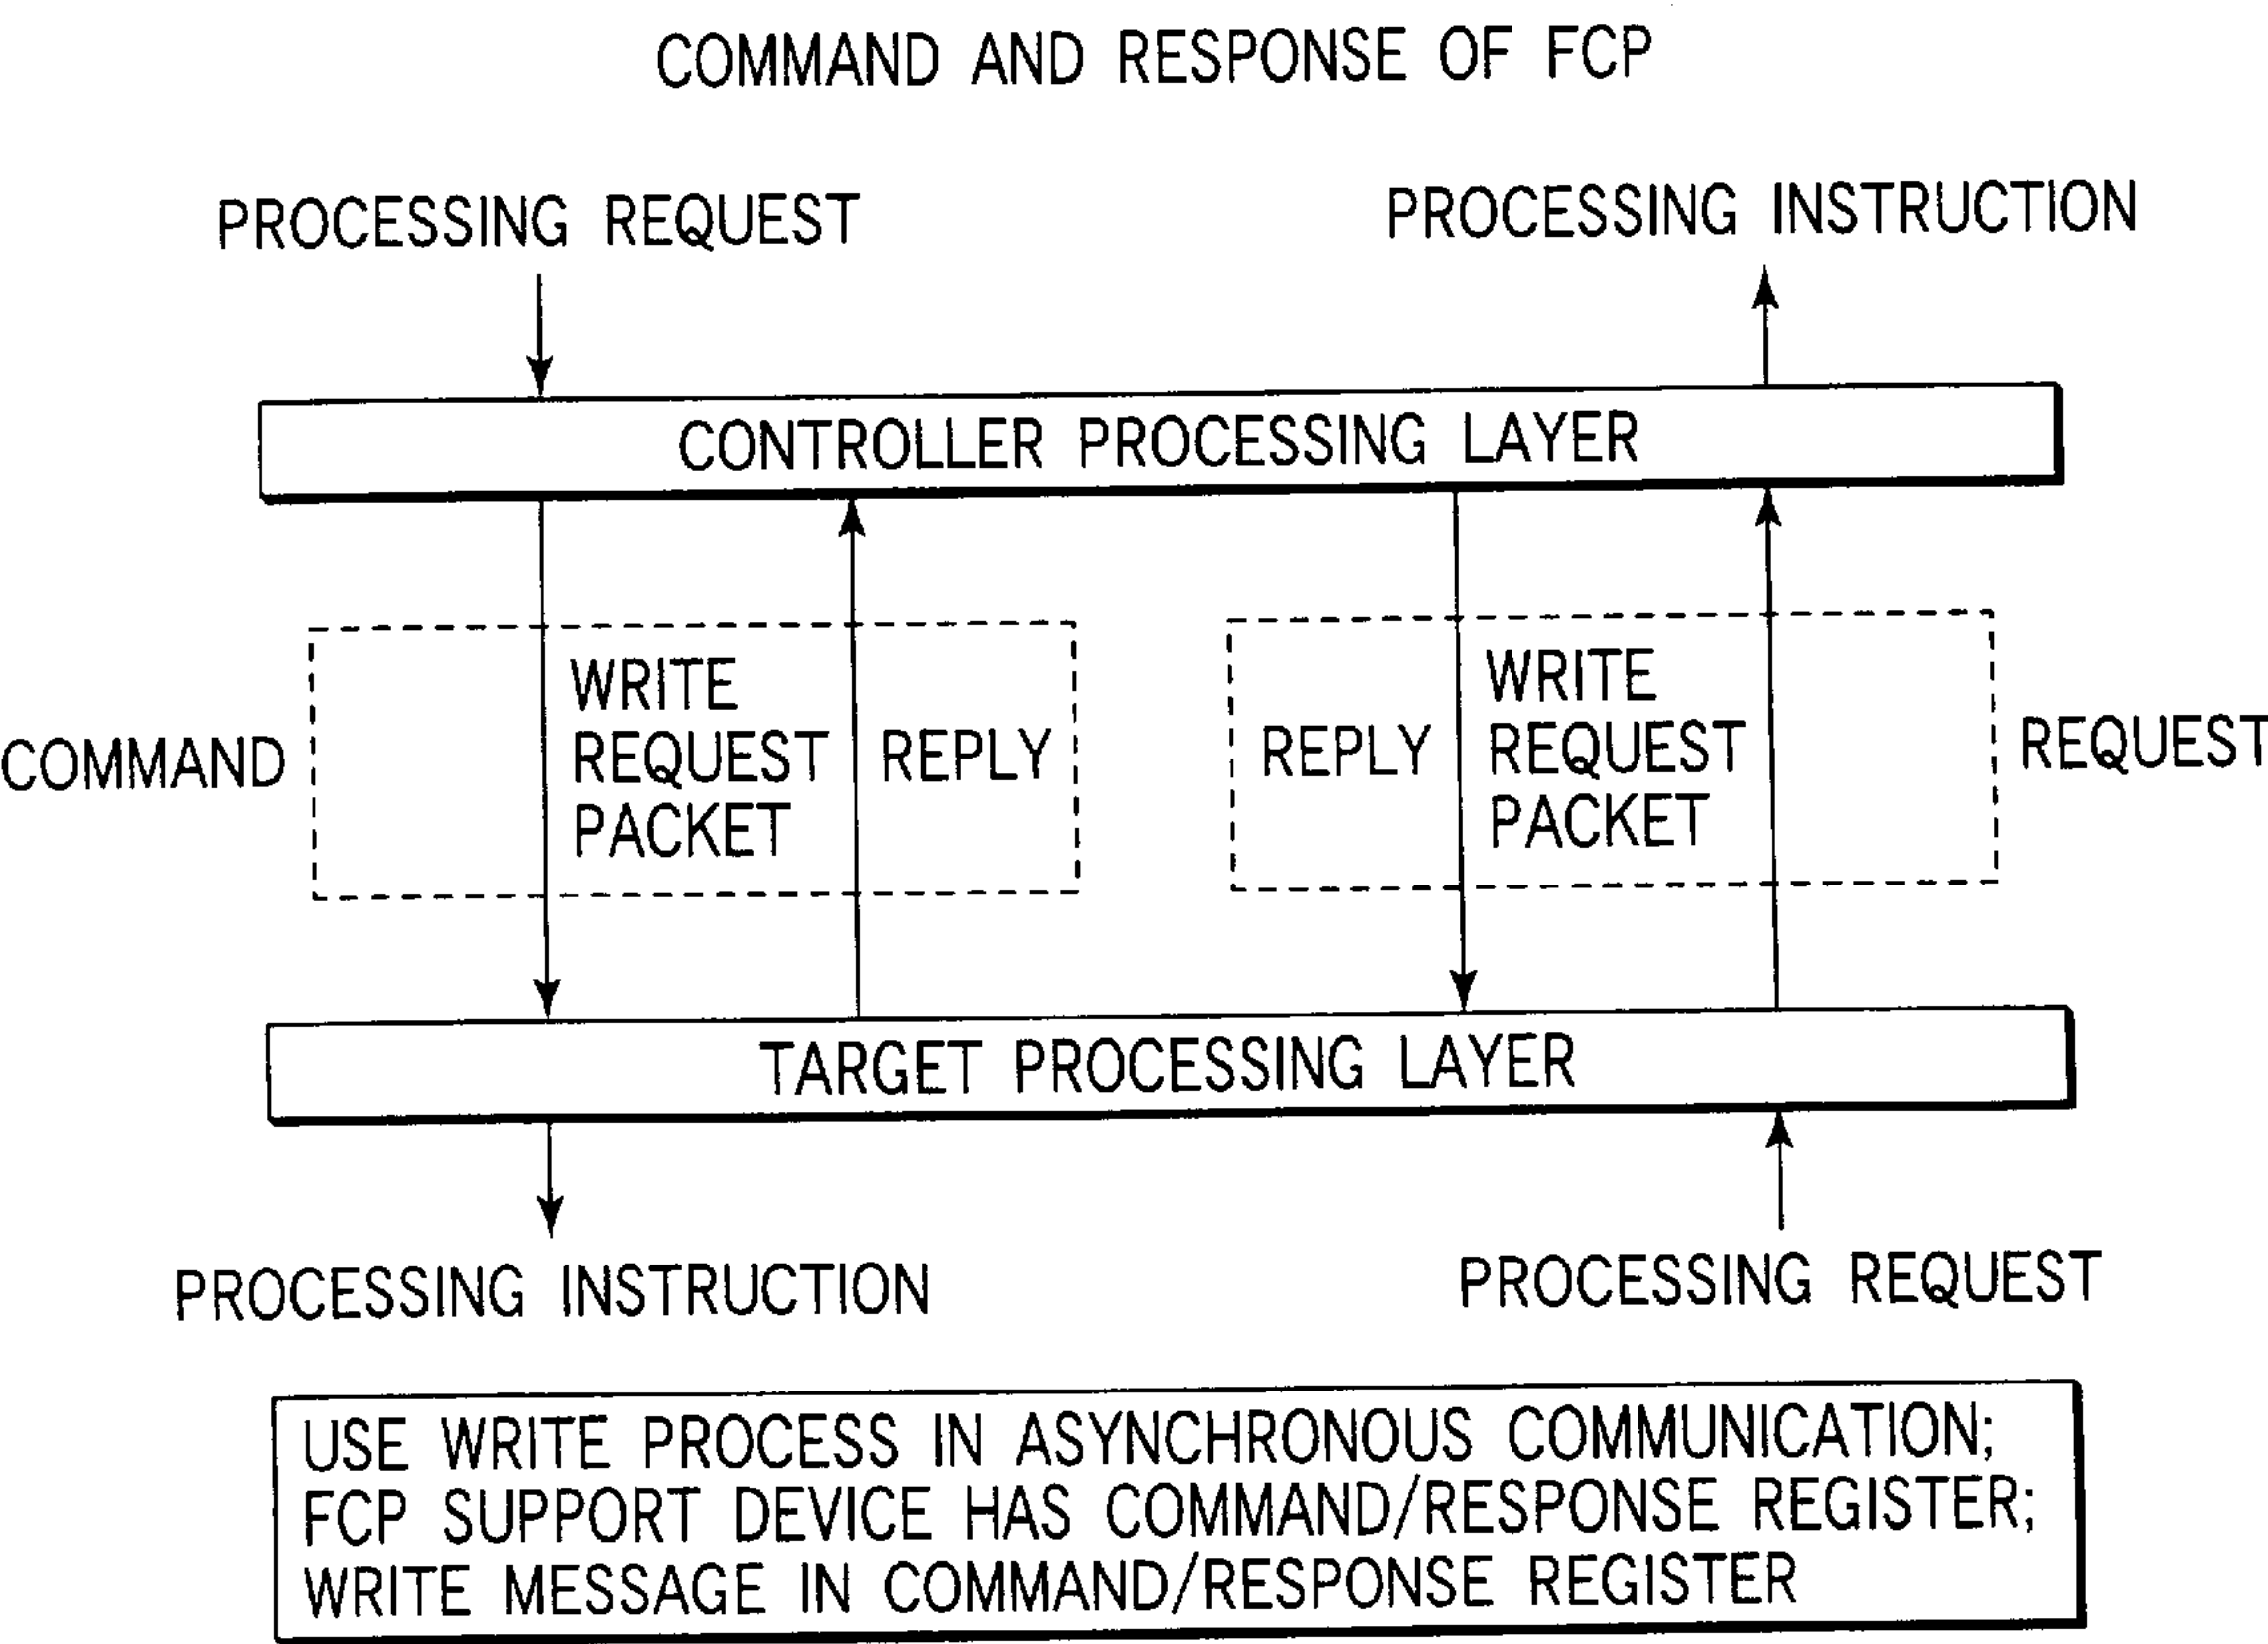 COMMAND AND RESPONSE OF FCP
PROCESSING REQUEST
PROCESSING INSTRUCTION
CONTROLLER PROCESSING LAYER
COMMAND
WRITE
REQUEST
PACKET
REPLY
REPLY
WRITE
REQUEST
PACKET
REQUEST
TARGET PROCESSING LAYER
PROCESSING INSTRUCTION
PROCESSING REQUEST
USE WRITE PROCESS IN ASYNCHRONOUS COMMUNICATION;
FCP SUPPORT DEVICE HAS COMMAND/RESPONSE REGISTER;
WRITE MESSAGE IN COMMAND/RESPONSE REGISTER